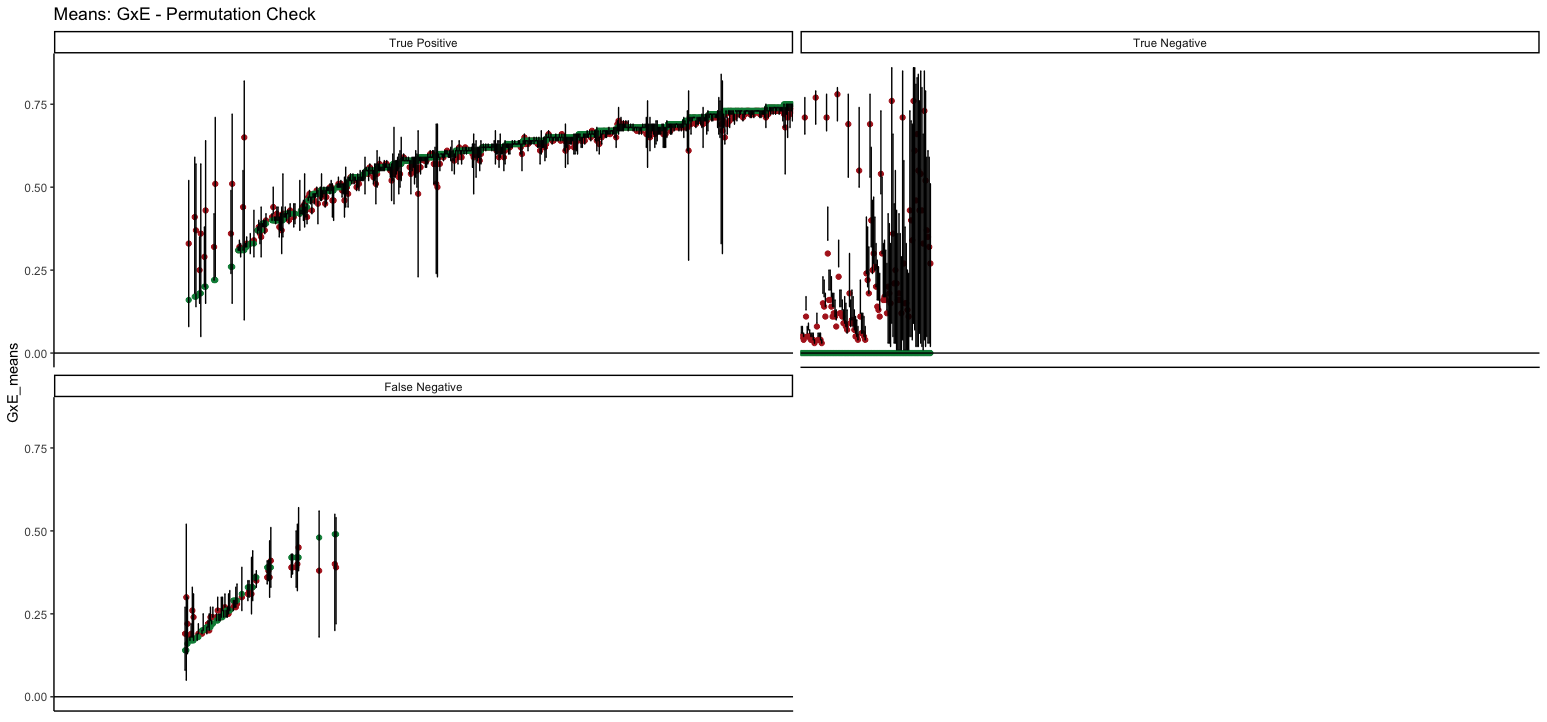 Means: GxE - Permutation Check
True Positive
True Negative
0.75
0.50
0.25
0.00
GxE_means
False Negative
0.75
0.50
0.25
0.00